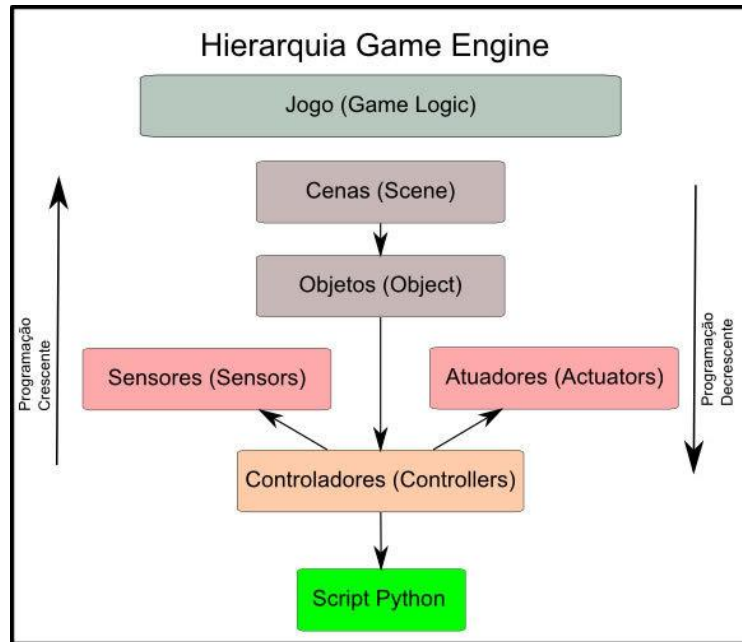 Hierarquia Game Engine
Jogo (Game Logic)
Cenas (Scene)
Objetos (Object)
Sensores (Sensors)
Atuadores (Actuators)
Controladores (Controllers)
Script Python
Programação
Crescente
Programação
Decrescente